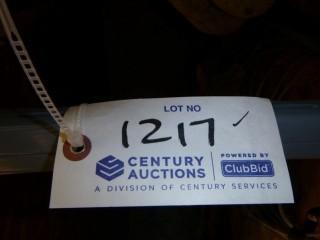 LOT NO
1217
CENTURY AUCTIONS
POWERED BY
ClubBid
A DIVISION OF CENTURY SERVICES